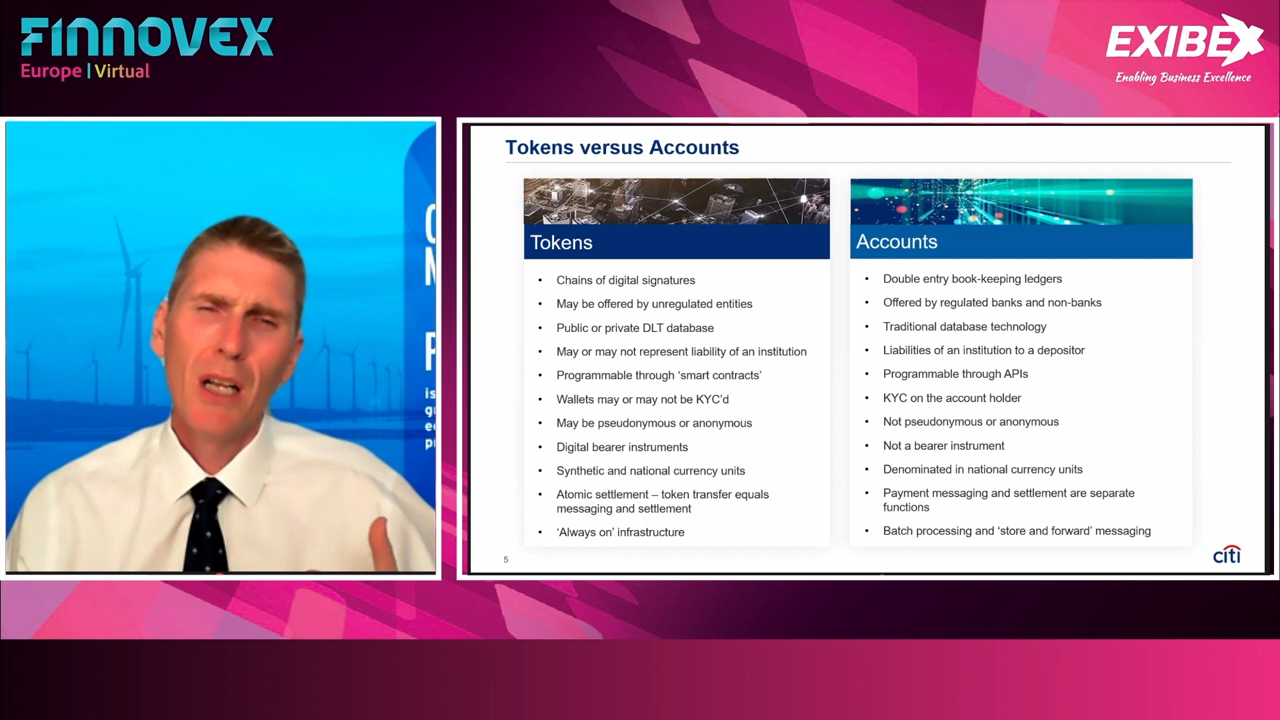 FINNOVEX
Europe | Virtual
EXIBEX
Enabling Business Excellence
Tokens versus Accounts
Tokens
• Chains of digital signatures
• May be offered by unregulated entities
• Public or private DLT database
• May or may not represent liability of an institution
• Programmable through ‘smart contracts’
• Wallets may or may not be KYC’d
• May be pseudonymous or anonymous
• Digital bearer instruments
• Synthetic and national currency units
• Atomic settlement – token transfer equals
messaging and settlement
• ‘Always on’ infrastructure
Accounts
• Double entry book-keeping ledgers
• Offered by regulated banks and non-banks
• Traditional database technology
• Liabilities of an institution to a depositor
• Programmable through APIs
• KYC on the account holder
• Not pseudonymous or anonymous
• Not a bearer instrument
• Denominated in national currency units
• Payment messaging and settlement are separate
functions
• Batch processing and ‘store and forward’ messaging
5
citi